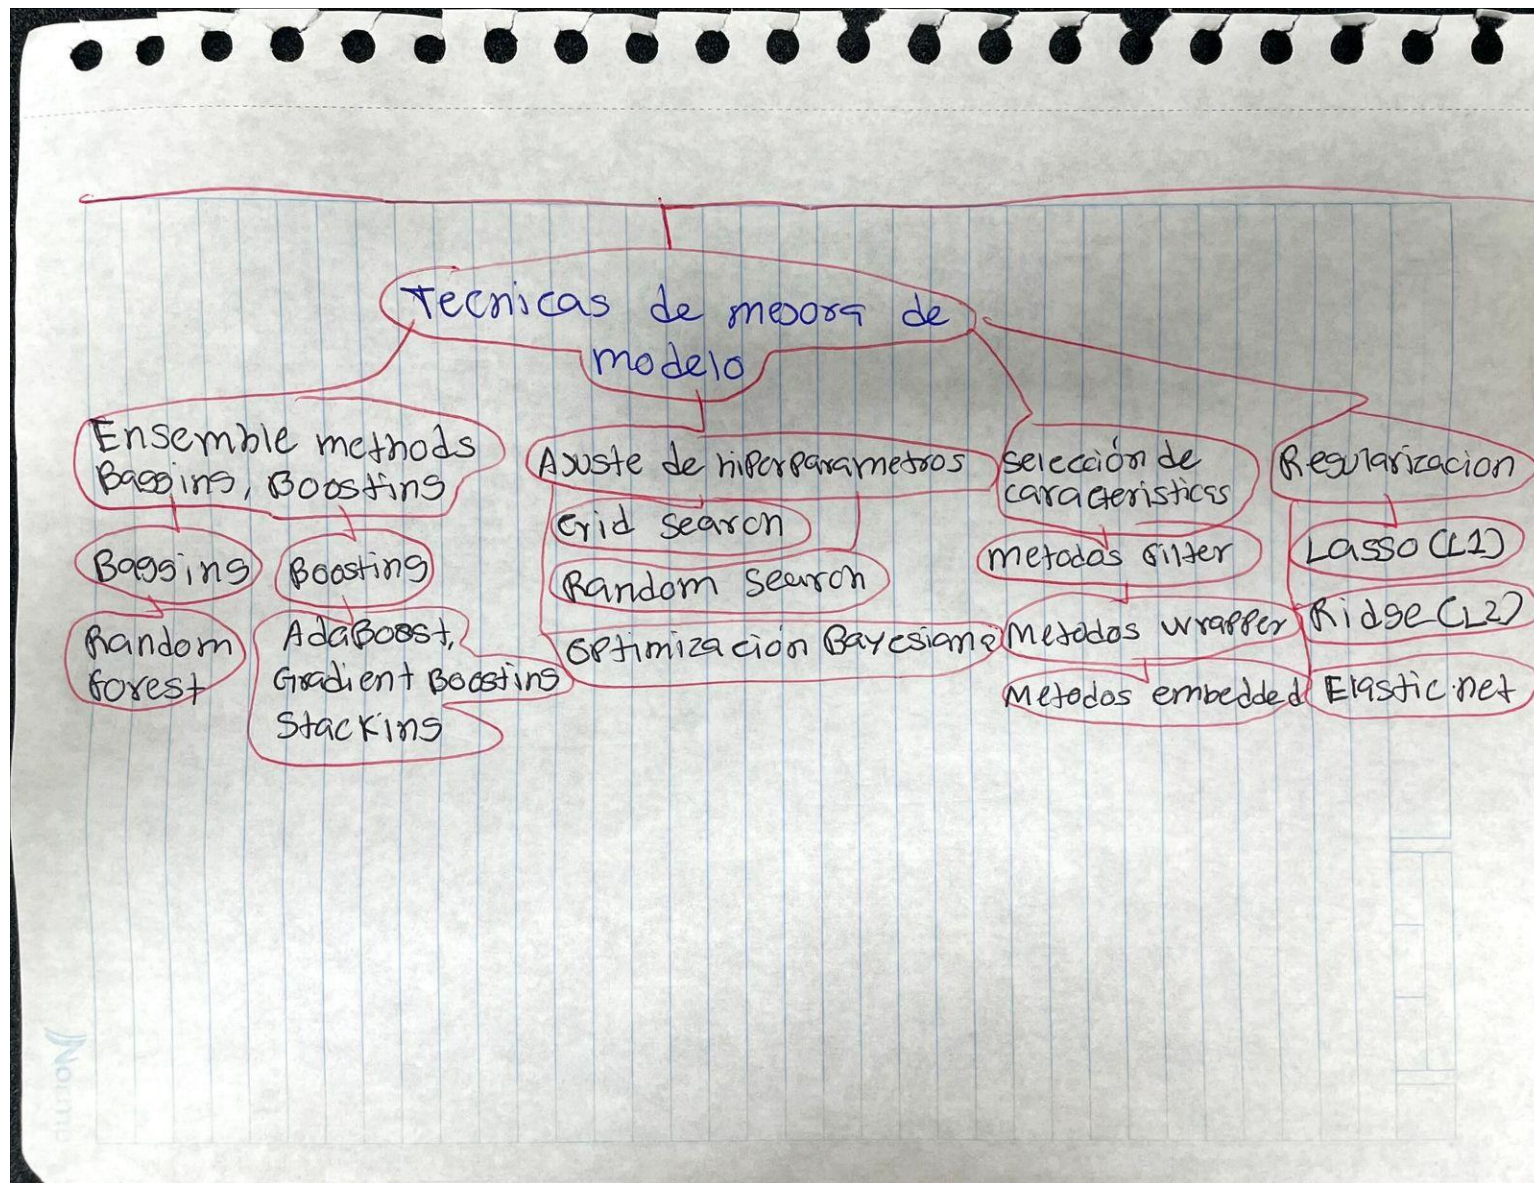 Tecnicas de mejora de
modelo
Ensemble methods
Bagging, Boosting
Bagging
Boosting
Random
forest
AdaBoost,
Gradient Boosting
Stacking
Ajuste de hiperparametros
Grid search
Random Search
Optimización Bayesiana
Selección de
caracteristicas
Metodos filter
Metodos wrapper
Metodos embedded
Regularizacion
Lasso (L1)
Ridge (L2)
Elastic net
Norma